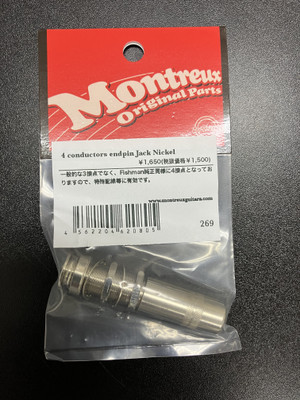 Montreux
Original Parts
4 conductors endpin Jack Nickel
¥1,650(税抜価格¥1,500)
一般的な3接点でなく、Fishman純正同様に4接点となってお
りますので、特殊配線等に有効です。
www.montreuxguitars.com
269
4 562204 620805